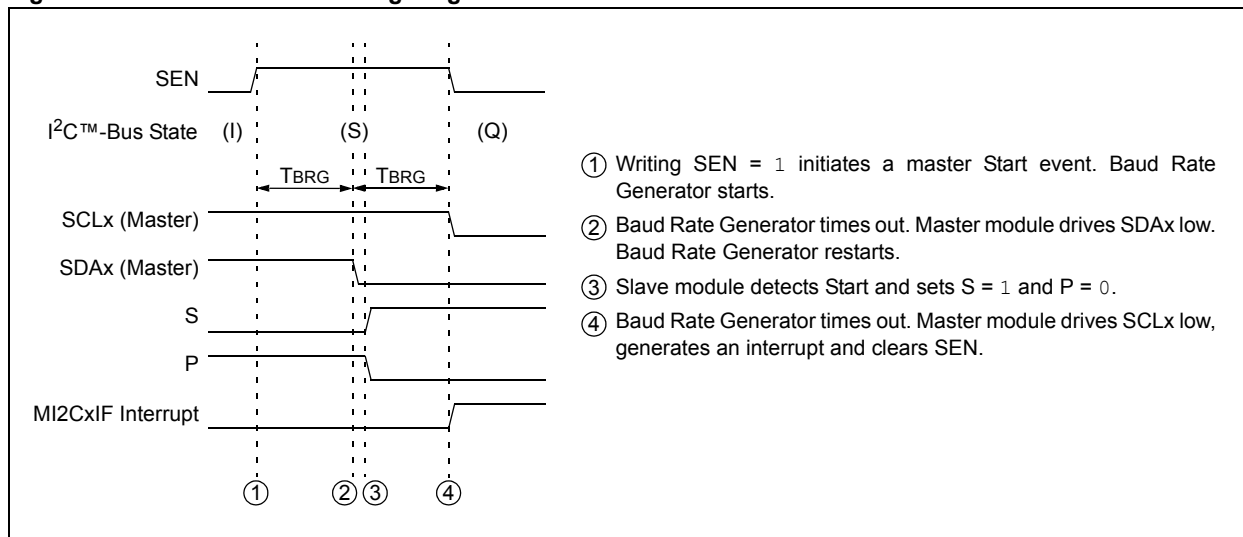 SEN
I2C™-Bus State (I) (S) (Q)
TBRG TBRG
SCLx (Master)
SDAx (Master)
S
P
MI2CxIF Interrupt
1 2 3 4
1 Writing SEN = 1 initiates a master Start event. Baud Rate
Generator starts.
2 Baud Rate Generator times out. Master module drives SDAx low.
Baud Rate Generator restarts.
3 Slave module detects Start and sets S = 1 and P = 0.
4 Baud Rate Generator times out. Master module drives SCLx low,
generates an interrupt and clears SEN.